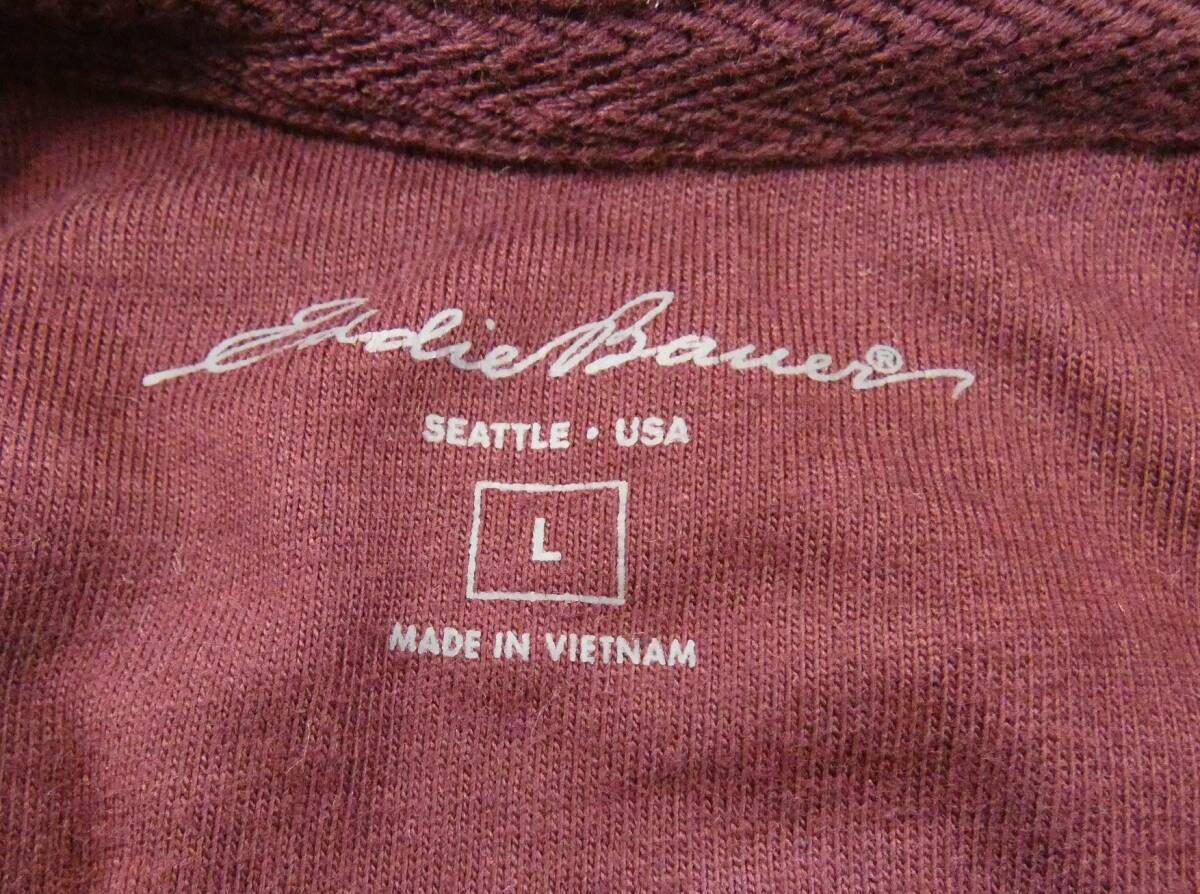 Eddie Bauer®
SEATTLE • USA
L
MADE IN VIETNAM